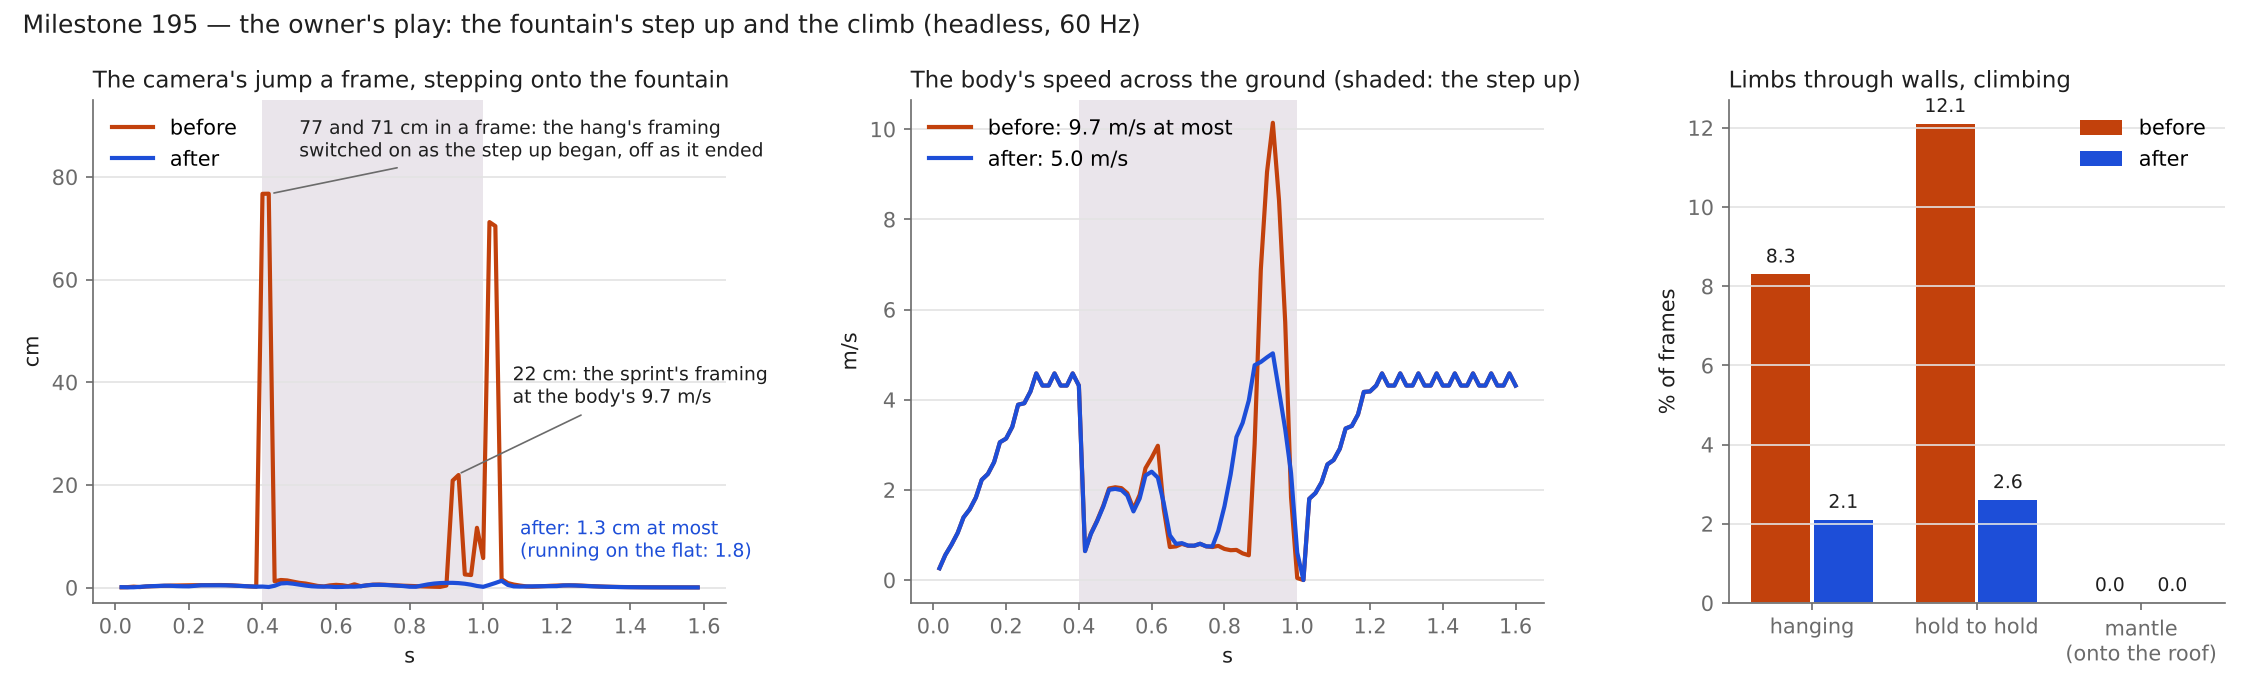 Milestone 195 — the owner's play: the fountain's step up and the climb (headless, 60 Hz)
The camera's jump a frame, stepping onto the fountain
before
after
77 and 71 cm in a frame: the hang's framing
switched on as the step up began, off as it ended
22 cm: the sprint's framing
at the body's 9.7 m/s
after: 1.3 cm at most
(running on the flat: 1.8)
cm
80
60
40
20
0
0.0 0.2 0.4 0.6 0.8 1.0 1.2 1.4 1.6
s
The body's speed across the ground (shaded: the step up)
before: 9.7 m/s at most
after: 5.0 m/s
m/s
10
8
6
4
2
0
0.0 0.2 0.4 0.6 0.8 1.0 1.2 1.4 1.6
s
Limbs through walls, climbing
before
after
% of frames
12
10
8
6
4
2
0
8.3
2.1
12.1
2.6
0.0
0.0
hanging
hold to hold
mantle
(onto the roof)